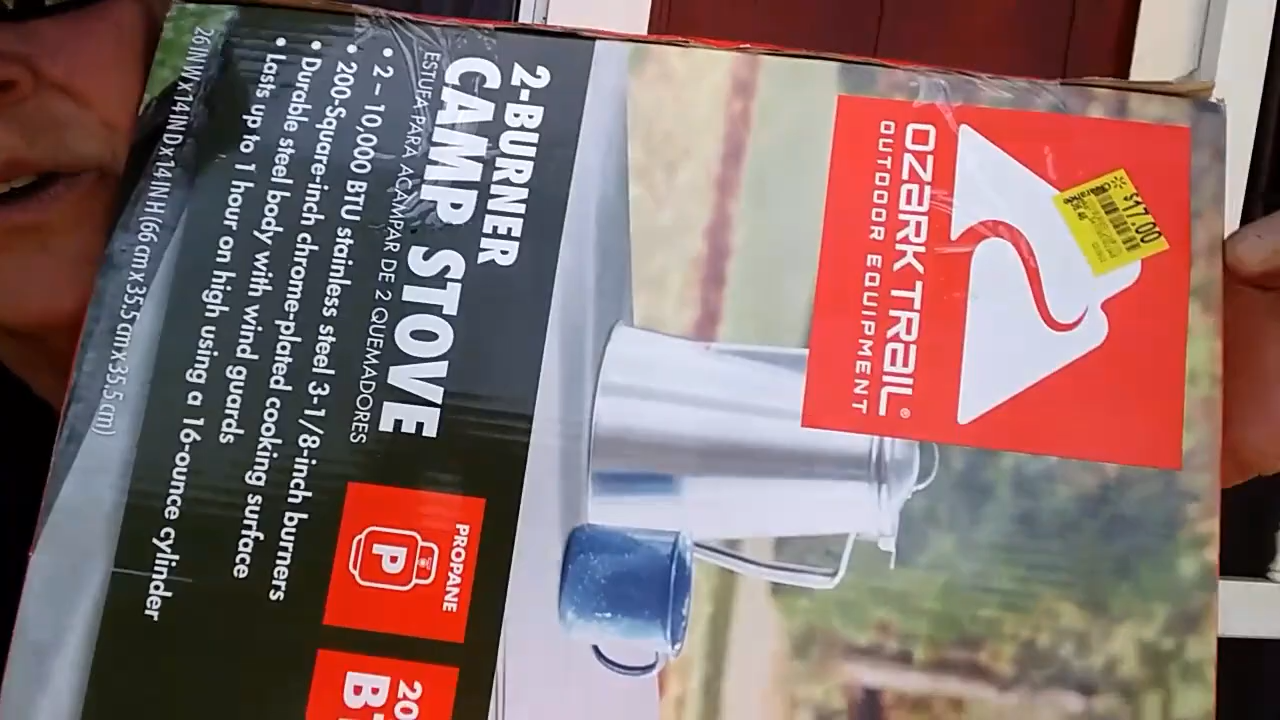 OZARK TRAIL®
OUTDOOR EQUIPMENT
Clearance
$17.00
2-BURNER
CAMP STOVE
ESTUFA PARA ACAMPAR DE 2 QUEMADORES
• 2 – 10,000 BTU stainless steel 3-1/8-inch burners
• 200-Square-inch chrome-plated cooking surface
• Durable steel body with wind guards
• Lasts up to 1 hour on high using a 16-ounce cylinder
26 IN W x 14 IN D x 14 IN H (66 cm x 35.5 cm x 35.5 cm)
PROPANE
P
20
BT